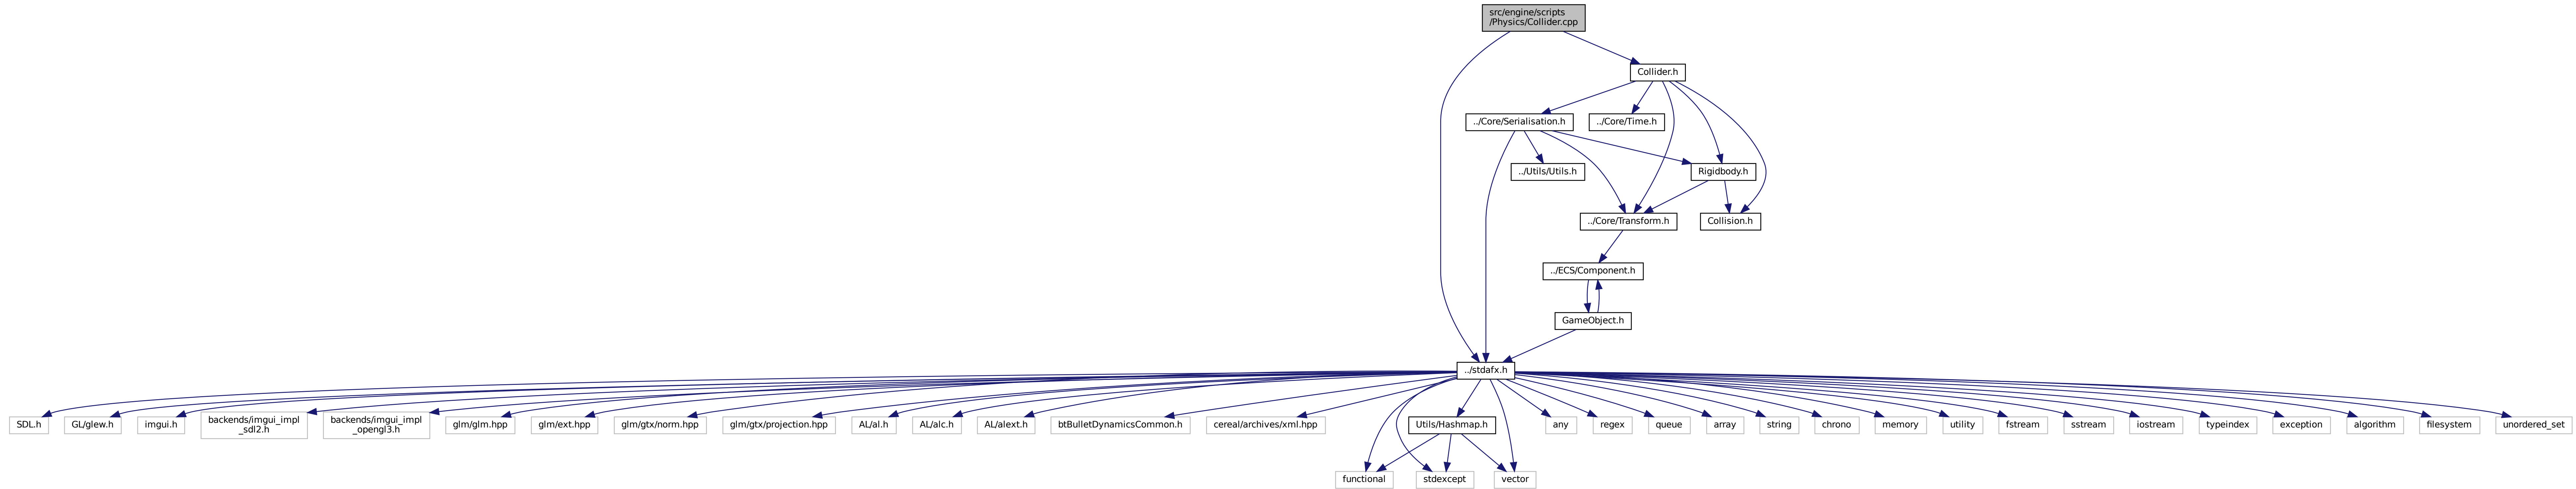 src/engine/scripts
/Physics/Collider.cpp
Collider.h
../Core/Serialisation.h
../Core/Time.h
../Utils/Utils.h
Rigidbody.h
../Core/Transform.h
Collision.h
../ECS/Component.h
GameObject.h
../stdafx.h
SDL.h
GL/glew.h
imgui.h
backends/imgui_impl
_sdl2.h
backends/imgui_impl
_opengl3.h
glm/glm.hpp
glm/ext.hpp
glm/gtx/norm.hpp
glm/gtx/projection.hpp
AL/al.h
AL/alc.h
AL/alext.h
btBulletDynamicsCommon.h
cereal/archives/xml.hpp
Utils/Hashmap.h
any
regex
queue
array
string
chrono
memory
utility
fstream
sstream
iostream
typeindex
exception
algorithm
filesystem
unordered_set
functional
stdexcept
vector